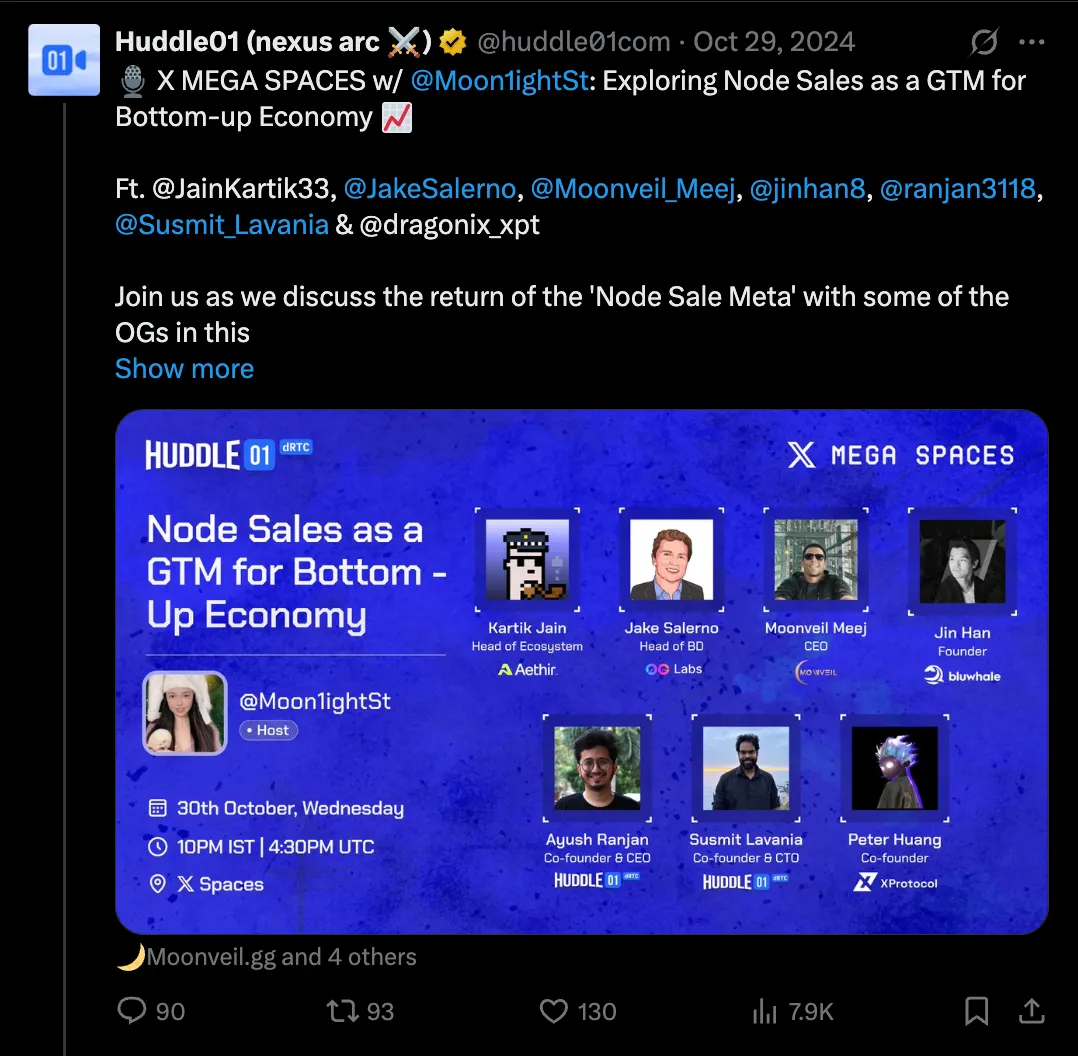 Huddle01 (nexus arc ⚔️) @huddle01com · Oct 29, 2024
🎙️ X MEGA SPACES w/ @Moon1ightSt: Exploring Node Sales as a GTM for
Bottom-up Economy 📈
Ft. @JainKartik33, @JakeSalerno, @Moonveil_Meej, @jinhan8, @ranjan3118,
@Susmit_Lavania & @dragonix_xpt
Join us as we discuss the return of the 'Node Sale Meta' with some of the
OGs in this
Show more
HUDDLE 01 dRTC
X MEGA SPACES
Node Sales as a
GTM for Bottom -
Up Economy
@Moon1ightSt
• Host
30th October, Wednesday
10PM IST | 4:30PM UTC
X Spaces
Kartik Jain
Head of Ecosystem
Aethir
Jake Salerno
Head of BD
0G Labs
Moonveil Meej
CEO
MOONVEIL
Jin Han
Founder
bluwhale
Ayush Ranjan
Co-founder & CEO
HUDDLE 01 dRTC
Susmit Lavania
Co-founder & CTO
HUDDLE 01 dRTC
Peter Huang
Co-founder
XProtocol
🌙Moonveil.gg and 4 others
90
93
130
7.9K